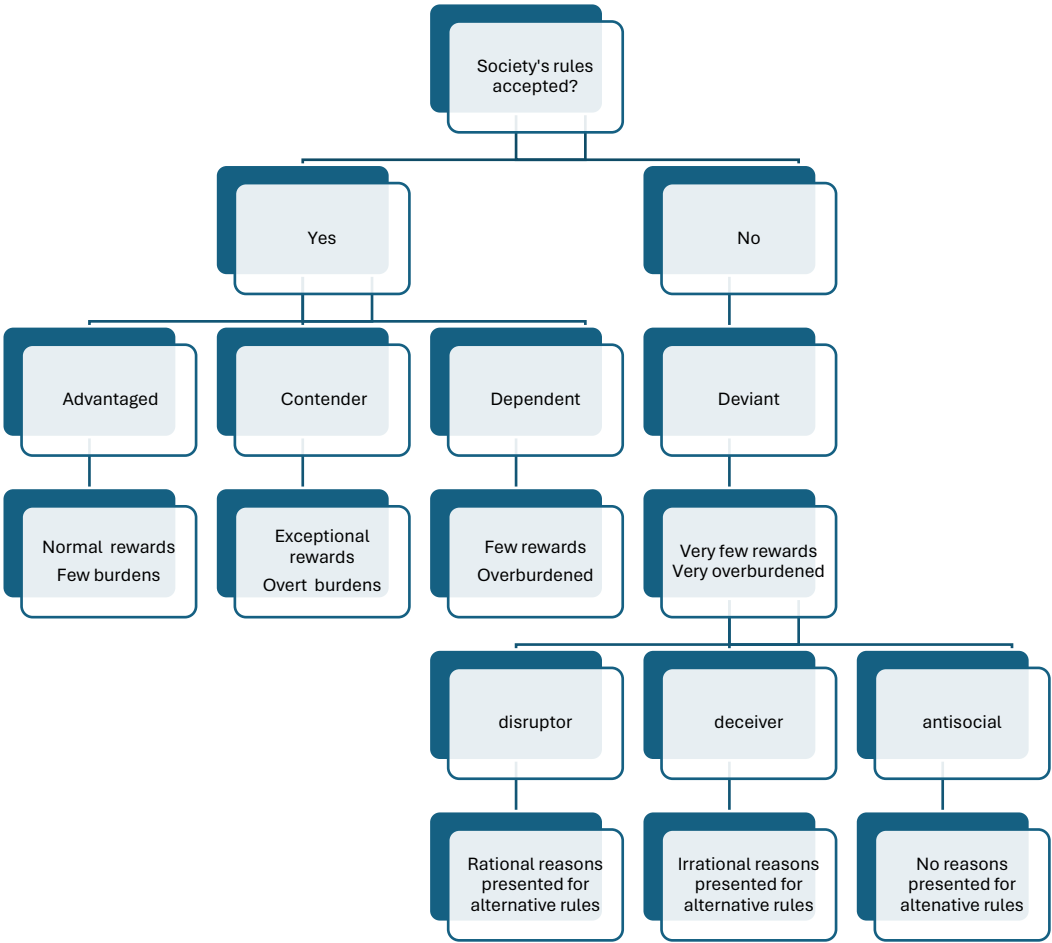 Society's rules
accepted?
Yes
No
Advantaged
Contender
Dependent
Deviant
Normal rewards
Few burdens
Exceptional
rewards
Overt burdens
Few rewards
Overburdened
Very few rewards
Very overburdened
disruptor
deceiver
antisocial
Rational reasons
presented for
alternative rules
Irrational reasons
presented for
alternative rules
No reasons
presented for
altenative rules